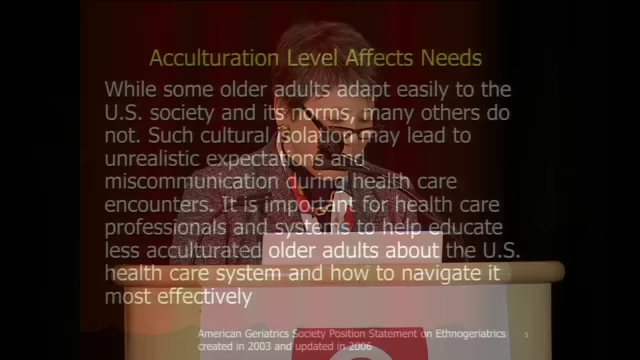 Acculturation Level Affects Needs
While some older adults adapt easily to the
U.S. society and its norms, many others do
not. Such cultural isolation may lead to
unrealistic expectations and
miscommunication during health care
encounters. It is important for health care
professionals and systems to help educate
less acculturated older adults about the U.S.
health care system and how to navigate it
most effectively
American Geriatrics Society Position Statement on Ethnogeriatrics
created in 2003 and updated in 2006
5